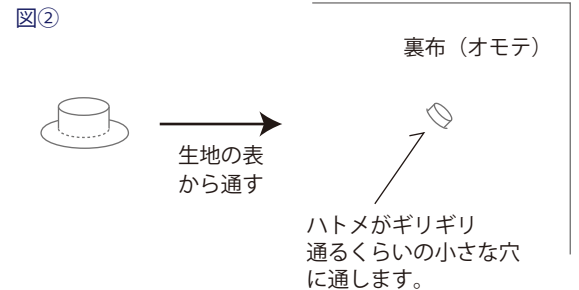 図②
裏布（オモテ）
生地の表
から通す
ハトメがギリギリ
通るくらいの小さな穴
に通します。